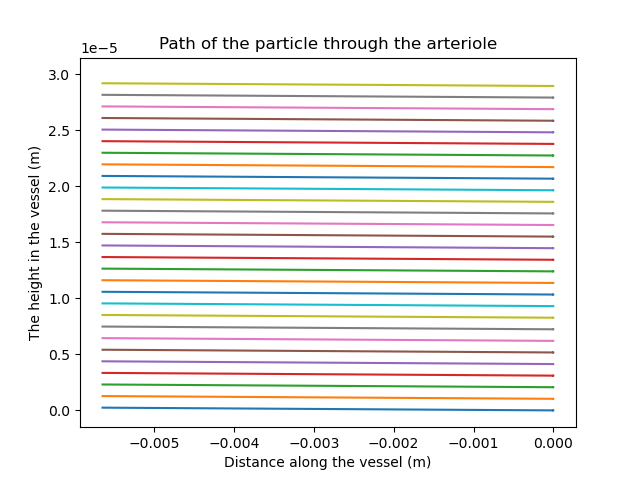 Path of the particle through the arteriole
1e−5
3.0
2.5
2.0
1.5
1.0
0.5
0.0
The height in the vessel (m)
−0.005 −0.004 −0.003 −0.002 −0.001 0.000
Distance along the vessel (m)